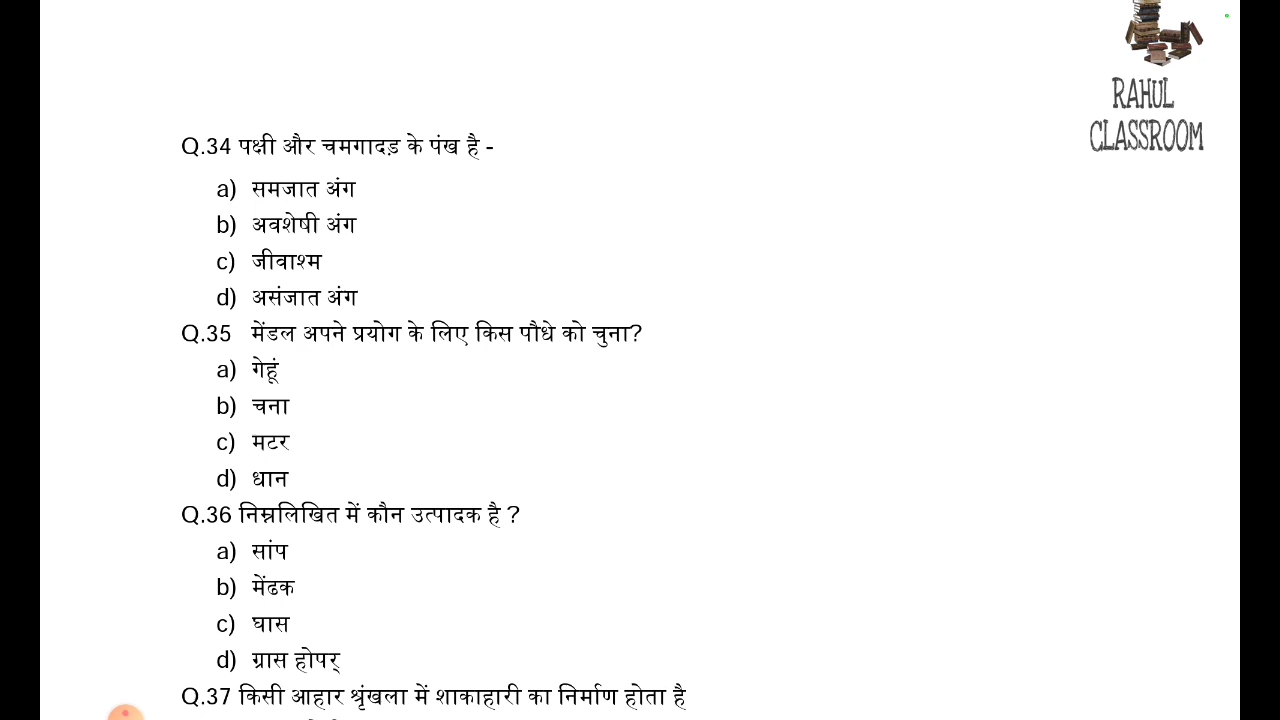 RAHUL
CLASSROOM
Q.34 पक्षी और चमगादड़ के पंख है -
a) समजात अंग
b) अवशेषी अंग
c) जीवाश्म
d) असंजात अंग
Q.35 मेंडल अपने प्रयोग के लिए किस पौधे को चुना?
a) गेहूं
b) चना
c) मटर
d) धान
Q.36 निम्नलिखित में कौन उत्पादक है ?
a) सांप
b) मेंढक
c) घास
d) ग्रास होपर्
Q.37 किसी आहार श्रृंखला में शाकाहारी का निर्माण होता है